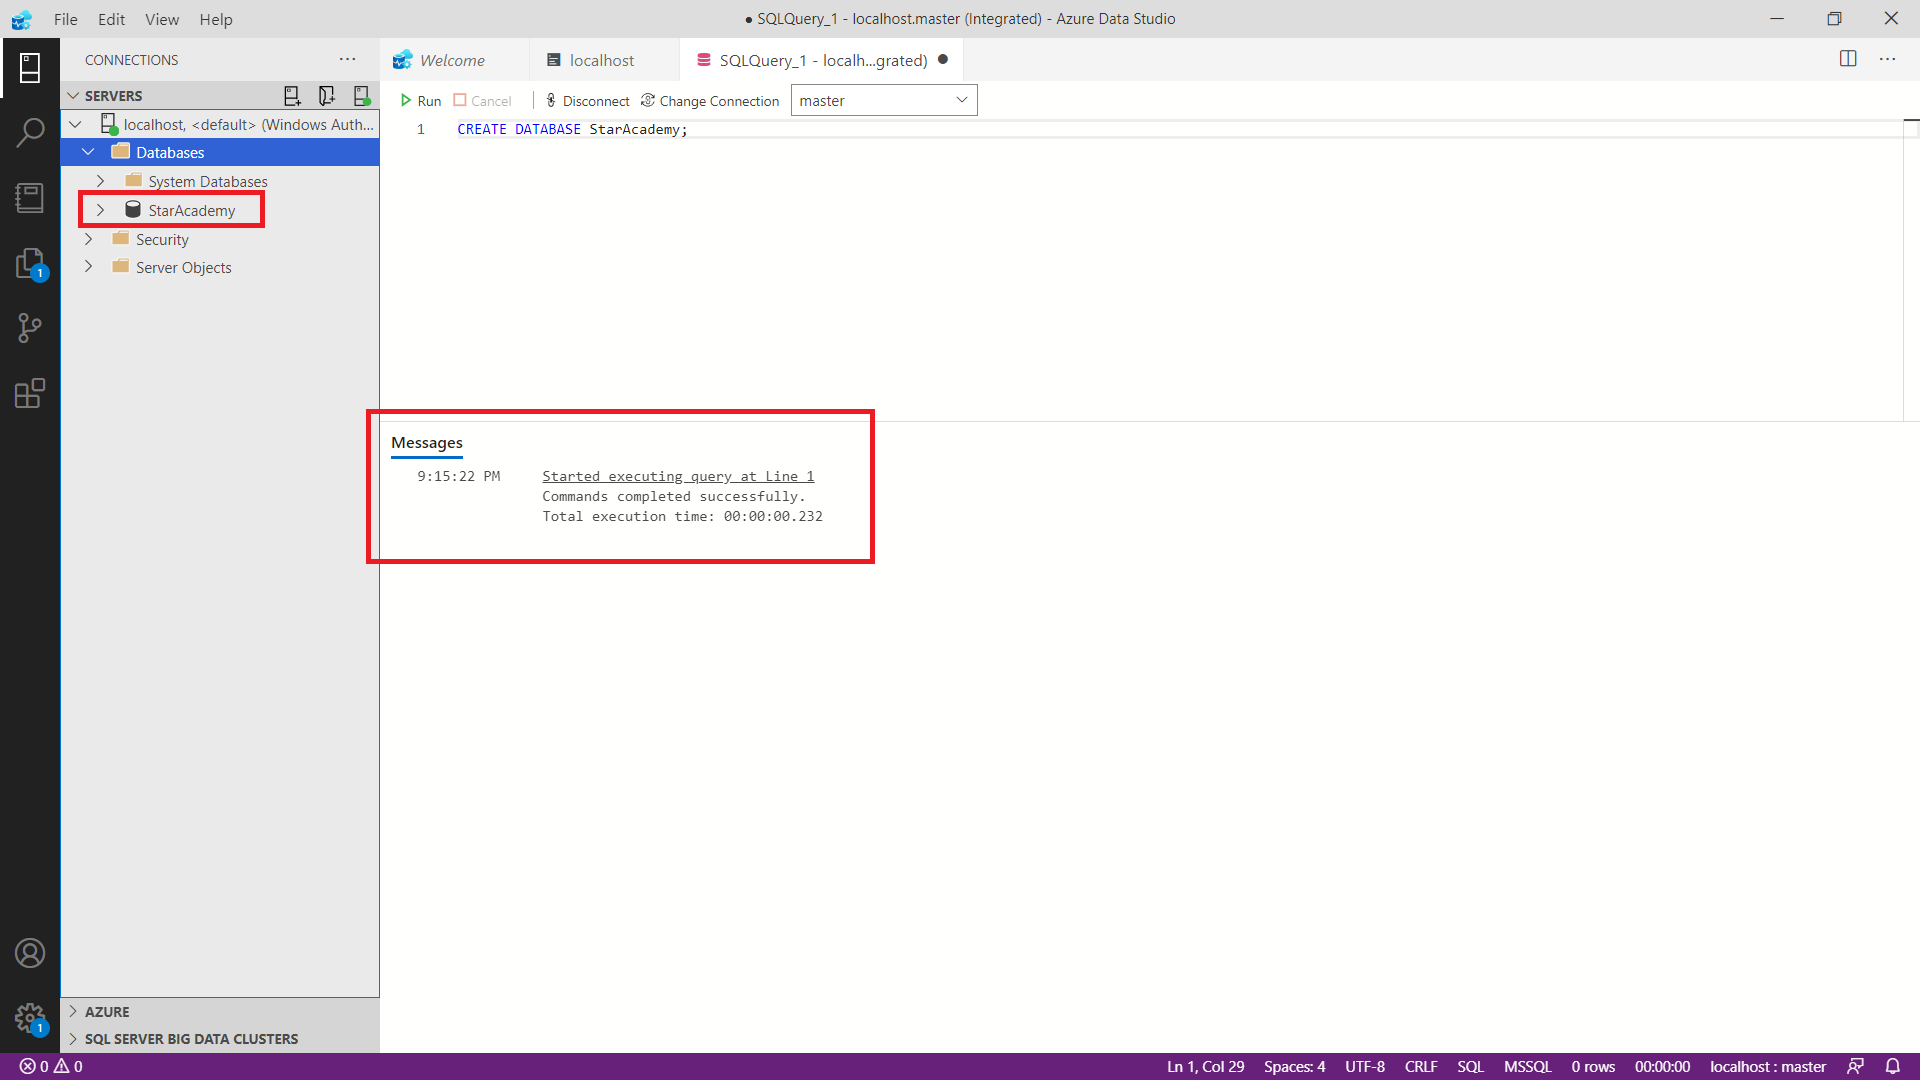 File Edit View Help
● SQLQuery_1 - localhost.master (Integrated) - Azure Data Studio
CONNECTIONS
Welcome
localhost
SQLQuery_1 - localh...grated)
SERVERS
Run Cancel Disconnect Change Connection master
localhost, <default> (Windows Auth...
1 CREATE DATABASE StarAcademy;
Databases
System Databases
StarAcademy
Security
Server Objects
1
Messages
9:15:22 PM Started executing query at Line 1
Commands completed successfully.
Total execution time: 00:00:00.232
AZURE
1
SQL SERVER BIG DATA CLUSTERS
0 0
Ln 1, Col 29 Spaces: 4 UTF-8 CRLF SQL MSSQL 0 rows 00:00:00 localhost : master